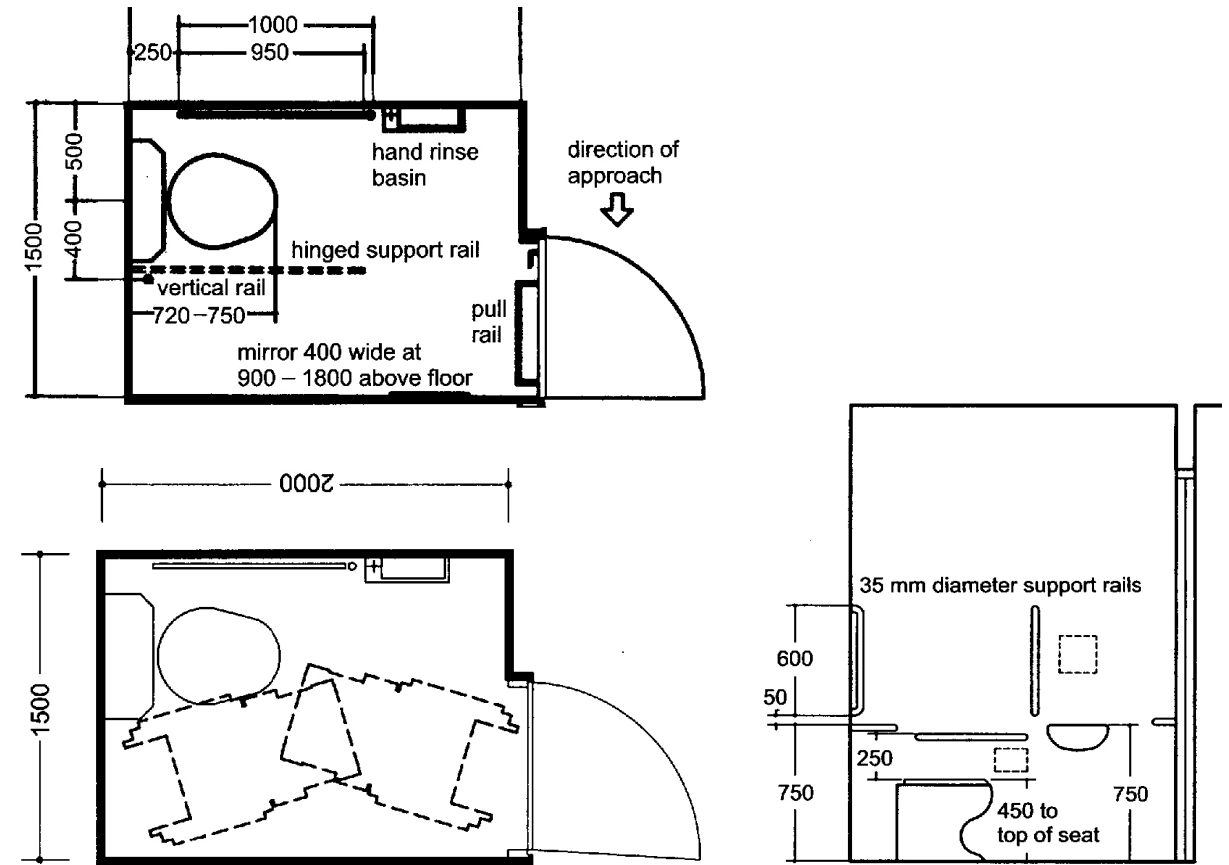 1000
250
950
500
400
1500
hand rinse
basin
direction of
approach
hinged support rail
vertical rail
720–750
pull
rail
mirror 400 wide at
900 – 1800 above floor
2000
1500
35 mm diameter support rails
600
50
250
750
750
450 to
top of seat